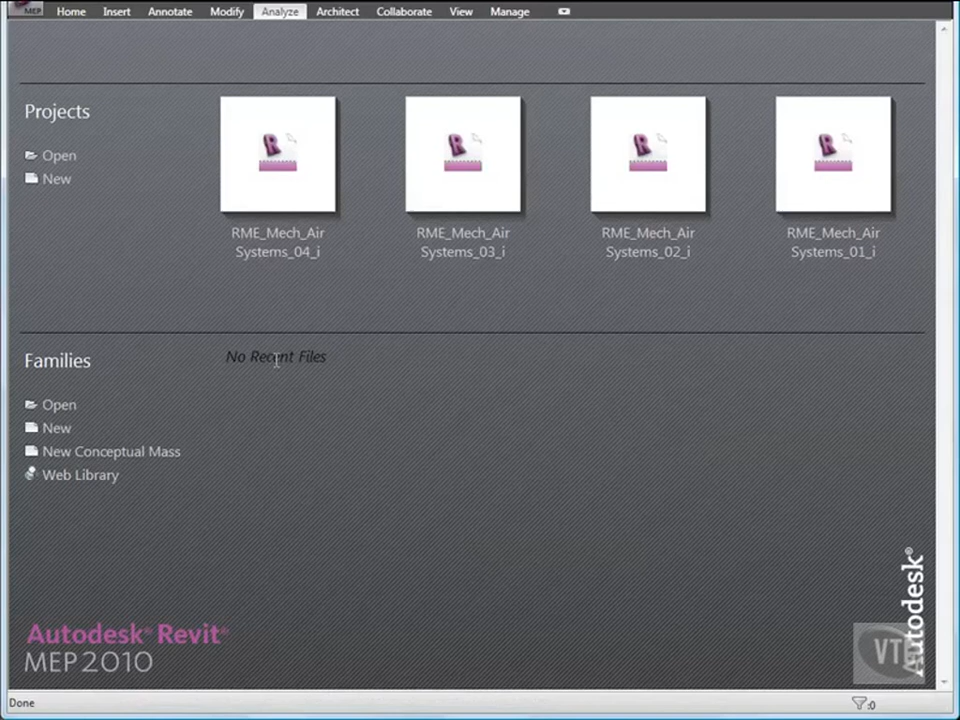 MEP
Home Insert Annotate Modify Analyze Architect Collaborate View Manage
Projects
Open
New
RME_Mech_Air
Systems_04_i
RME_Mech_Air
Systems_03_i
RME_Mech_Air
Systems_02_i
RME_Mech_Air
Systems_01_i
Families
No Recent Files
Open
New
New Conceptual Mass
Web Library
Autodesk® Revit®
MEP 2010
Autodesk®
Done
:0